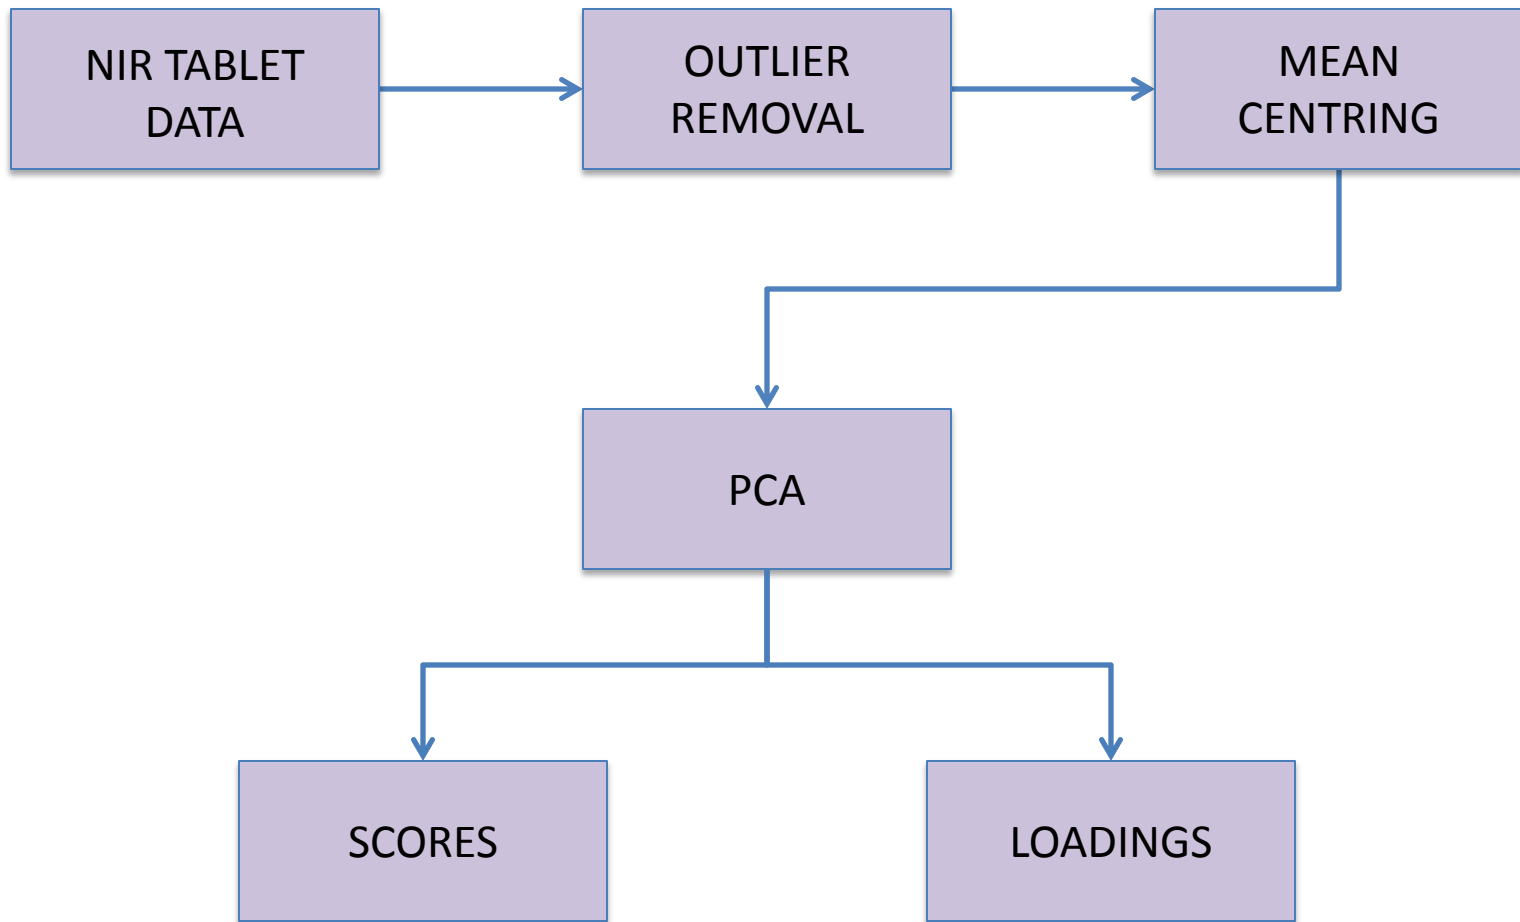 NIR TABLET
DATA
OUTLIER
REMOVAL
MEAN
CENTRING
PCA
SCORES
LOADINGS